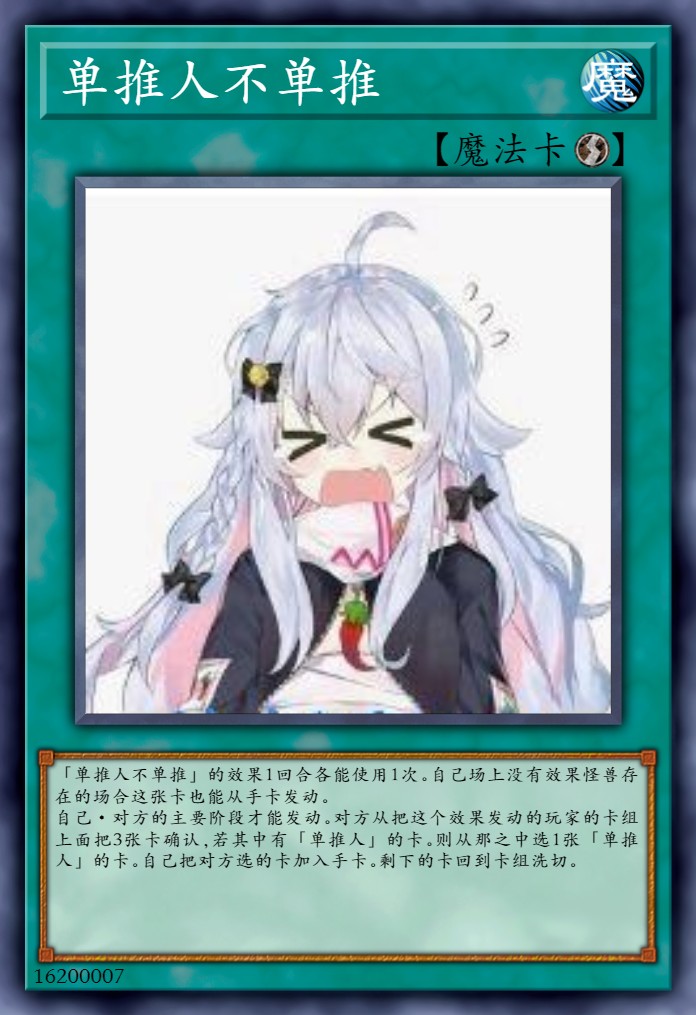 单推人不单推
魔
【魔法卡】
「单推人不单推」的效果1回合各能使用1次。自己场上没有效果怪兽存
在的场合这张卡也能从手卡发动。
自己·对方的主要阶段才能发动。对方从把这个效果发动的玩家的卡组
上面把3张卡确认,若其中有「单推人」的卡。则从那之中选1张「单推
人」的卡。自己把对方选的卡加入手卡。剩下的卡回到卡组洗切。
16200007